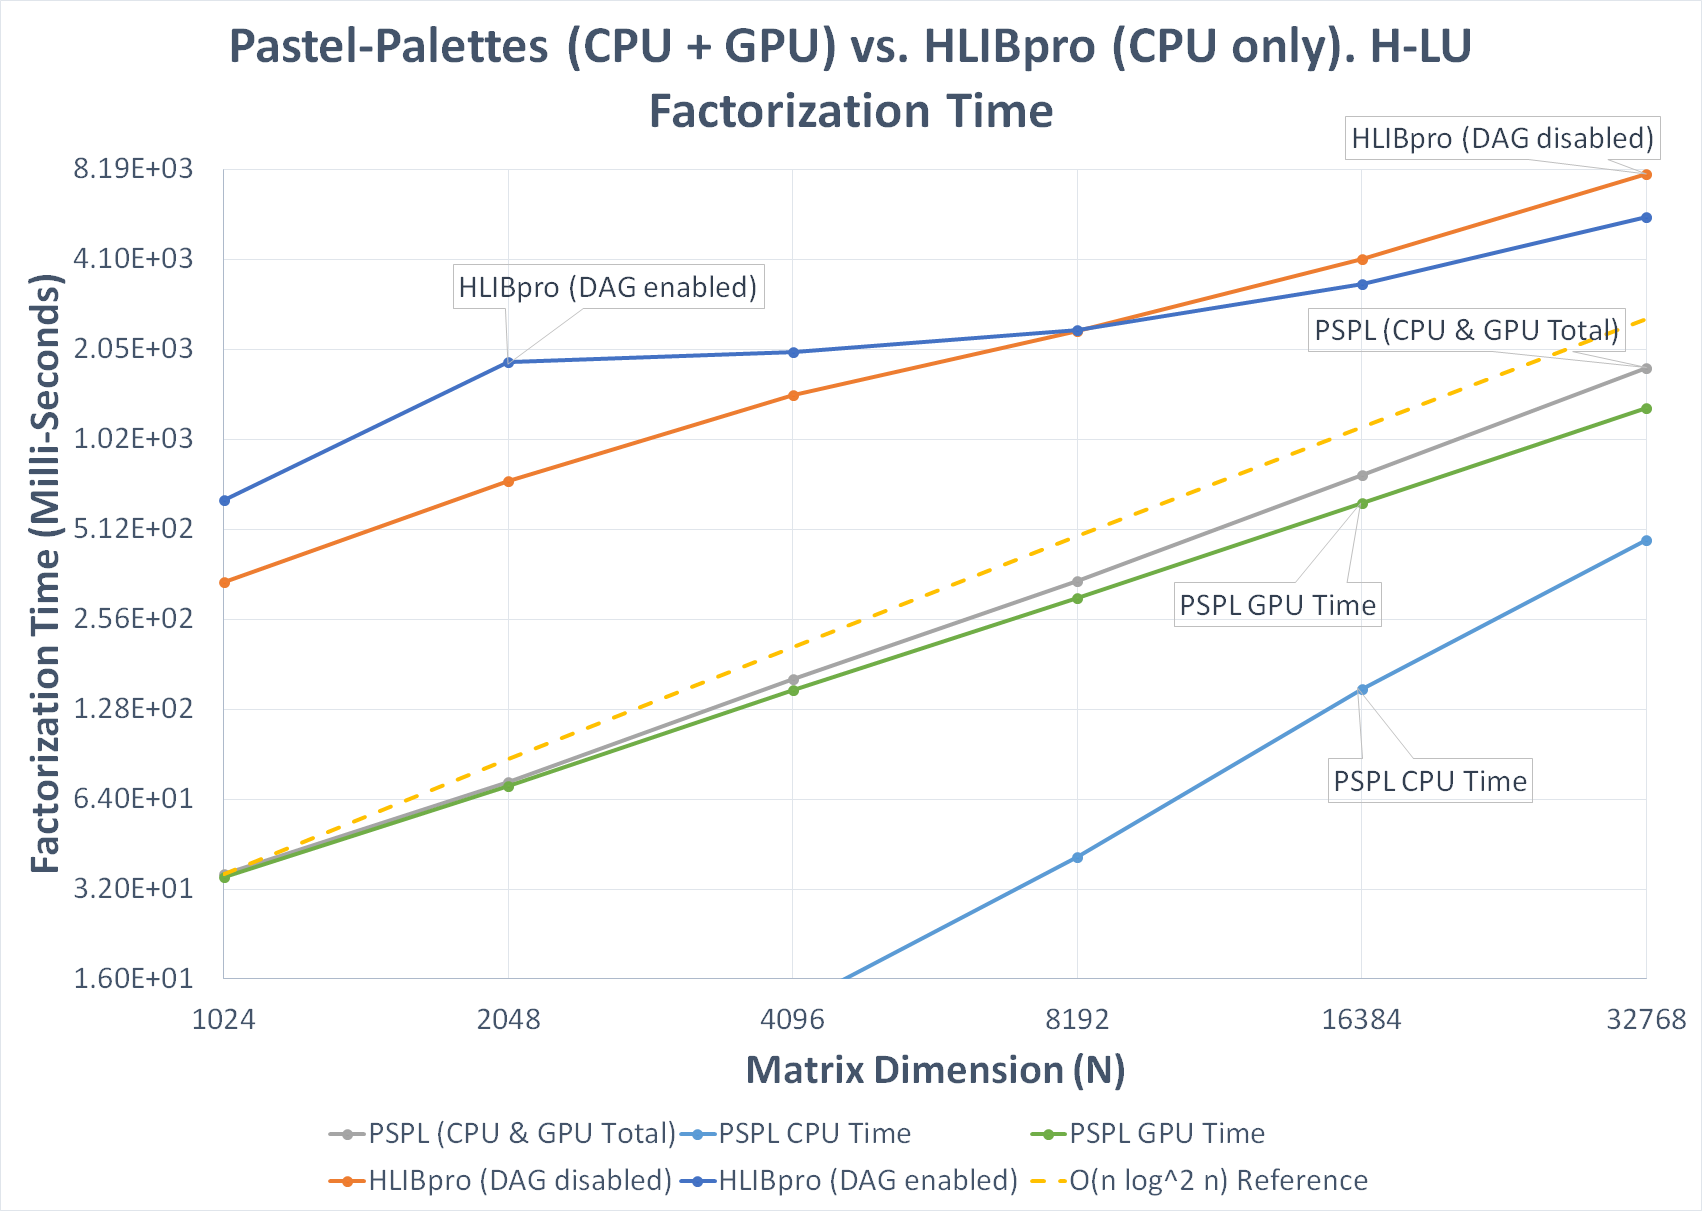 Pastel-Palettes (CPU + GPU) vs. HLIBpro (CPU only). H-LU
Factorization Time
HLIBpro (DAG disabled)
8.19E+03
4.10E+03
HLIBpro (DAG enabled)
PSPL (CPU & GPU Total)
2.05E+03
1.02E+03
5.12E+02
PSPL GPU Time
2.56E+02
1.28E+02
PSPL CPU Time
6.40E+01
3.20E+01
1.60E+01
Factorization Time (Milli-Seconds)
1024 2048 4096 8192 16384 32768
Matrix Dimension (N)
PSPL (CPU & GPU Total) PSPL CPU Time PSPL GPU Time
HLIBpro (DAG disabled) HLIBpro (DAG enabled) O(n log^2 n) Reference